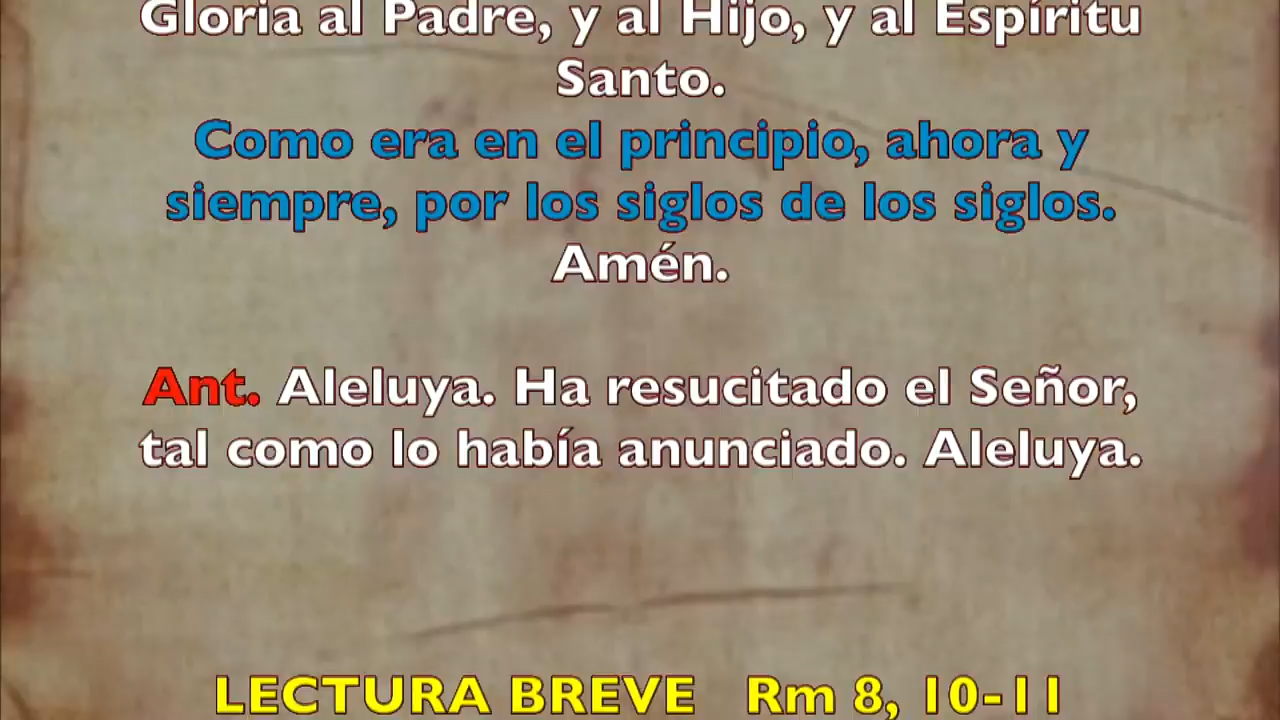 Gloria al Padre, y al Hijo, y al Espíritu
Santo.
Como era en el principio, ahora y
siempre, por los siglos de los siglos.
Amén.
Ant. Aleluya. Ha resucitado el Señor,
tal como lo había anunciado. Aleluya.
LECTURA BREVE Rm 8, 10-11